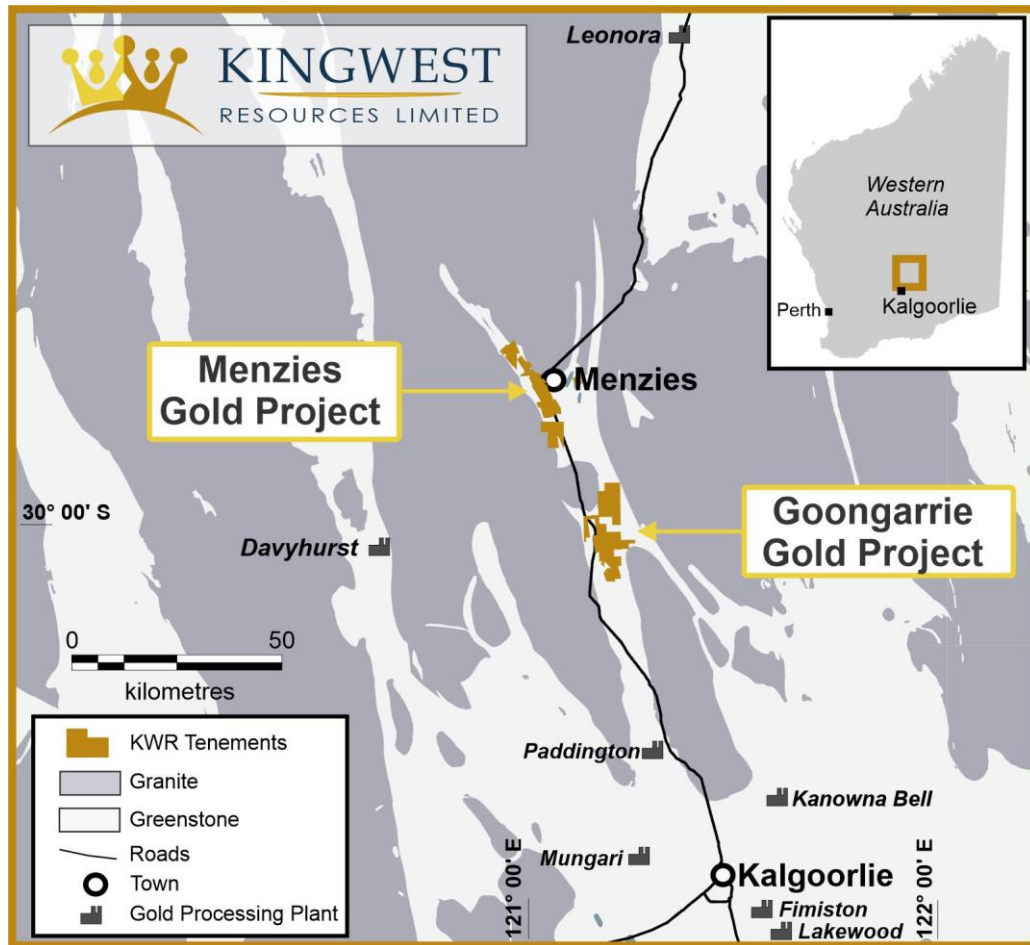 KINGWEST
RESOURCES LIMITED
Leonora
Western
Australia
Perth
Kalgoorlie
Menzies
Gold Project
Menzies
Goongarrie
Gold Project
30° 00' S
Davyhurst
0 50
kilometres
KWR Tenements
Granite
Greenstone
Roads
Town
Gold Processing Plant
Paddington
Kanowna Bell
Mungari
Kalgoorlie
Fimiston
Lakewood
121° 00' E
122° 00' E